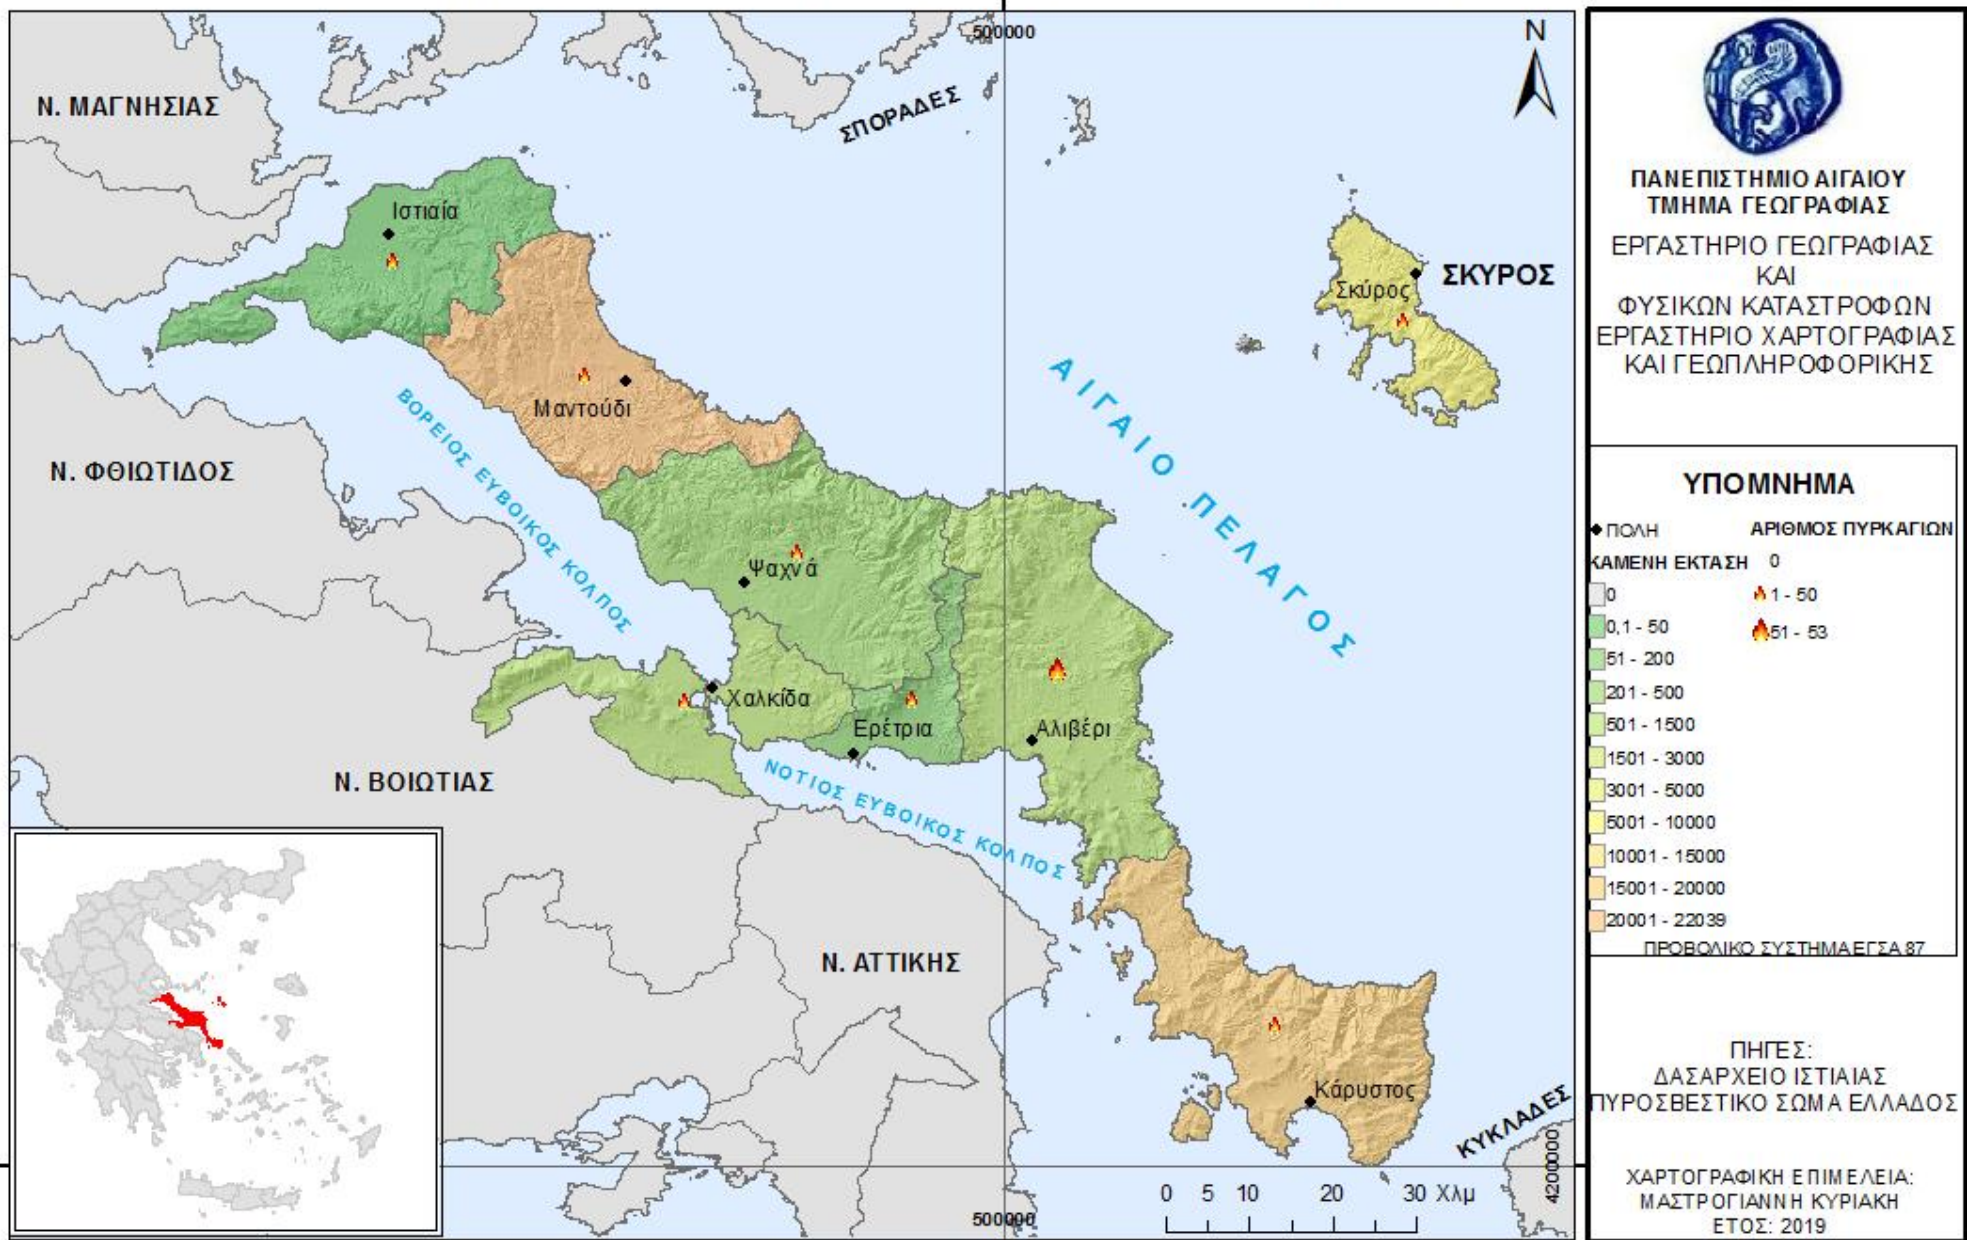 500000
N
Ν. ΜΑΓΝΗΣΙΑΣ
ΣΠΟΡΑΔΕΣ
Ιστιαία
ΣΚΥΡΟΣ
Σκύρος
Μαντούδι
ΒΟΡΕΙΟΣ ΕΥΒΟΙΚΟΣ ΚΟΛΠΟΣ
ΑΙΓΑΙΟ ΠΕΛΑΓΟΣ
Ν. ΦΘΙΩΤΙΔΟΣ
Ψαχνά
Χαλκίδα
Ερέτρια
Αλιβέρι
Ν. ΒΟΙΩΤΙΑΣ
ΝΟΤΙΟΣ ΕΥΒΟΙΚΟΣ ΚΟΛΠΟΣ
Ν. ΑΤΤΙΚΗΣ
Κάρυστος
ΚΥΚΛΑΔΕΣ
4200000
0 5 10 20 30 Χλμ
500000
ΠΑΝΕΠΙΣΤΗΜΙΟ ΑΙΓΑΙΟΥ
ΤΜΗΜΑ ΓΕΩΓΡΑΦΙΑΣ
ΕΡΓΑΣΤΗΡΙΟ ΓΕΩΓΡΑΦΙΑΣ
ΚΑΙ
ΦΥΣΙΚΩΝ ΚΑΤΑΣΤΡΟΦΩΝ
ΕΡΓΑΣΤΗΡΙΟ ΧΑΡΤΟΓΡΑΦΙΑΣ
ΚΑΙ ΓΕΩΠΛΗΡΟΦΟΡΙΚΗΣ
ΥΠΟΜΝΗΜΑ
ΠΟΛΗ ΑΡΙΘΜΟΣ ΠΥΡΚΑΓΙΩΝ
ΚΑΜΕΝΗ ΕΚΤΑΣΗ 0
0 1 - 50
0,1 - 50 51 - 53
51 - 200
201 - 500
501 - 1500
1501 - 3000
3001 - 5000
5001 - 10000
10001 - 15000
15001 - 20000
20001 - 22039
ΠΡΟΒΟΛΙΚΟ ΣΥΣΤΗΜΑ ΕΓΣΑ 87
ΠΗΓΕΣ:
ΔΑΣΑΡΧΕΙΟ ΙΣΤΙΑΙΑΣ
ΠΥΡΟΣΒΕΣΤΙΚΟ ΣΩΜΑ ΕΛΛΑΔΟΣ
ΧΑΡΤΟΓΡΑΦΙΚΗ ΕΠΙΜΕΛΕΙΑ:
ΜΑΣΤΡΟΓΙΑΝΝΗ ΚΥΡΙΑΚΗ
ΕΤΟΣ: 2019